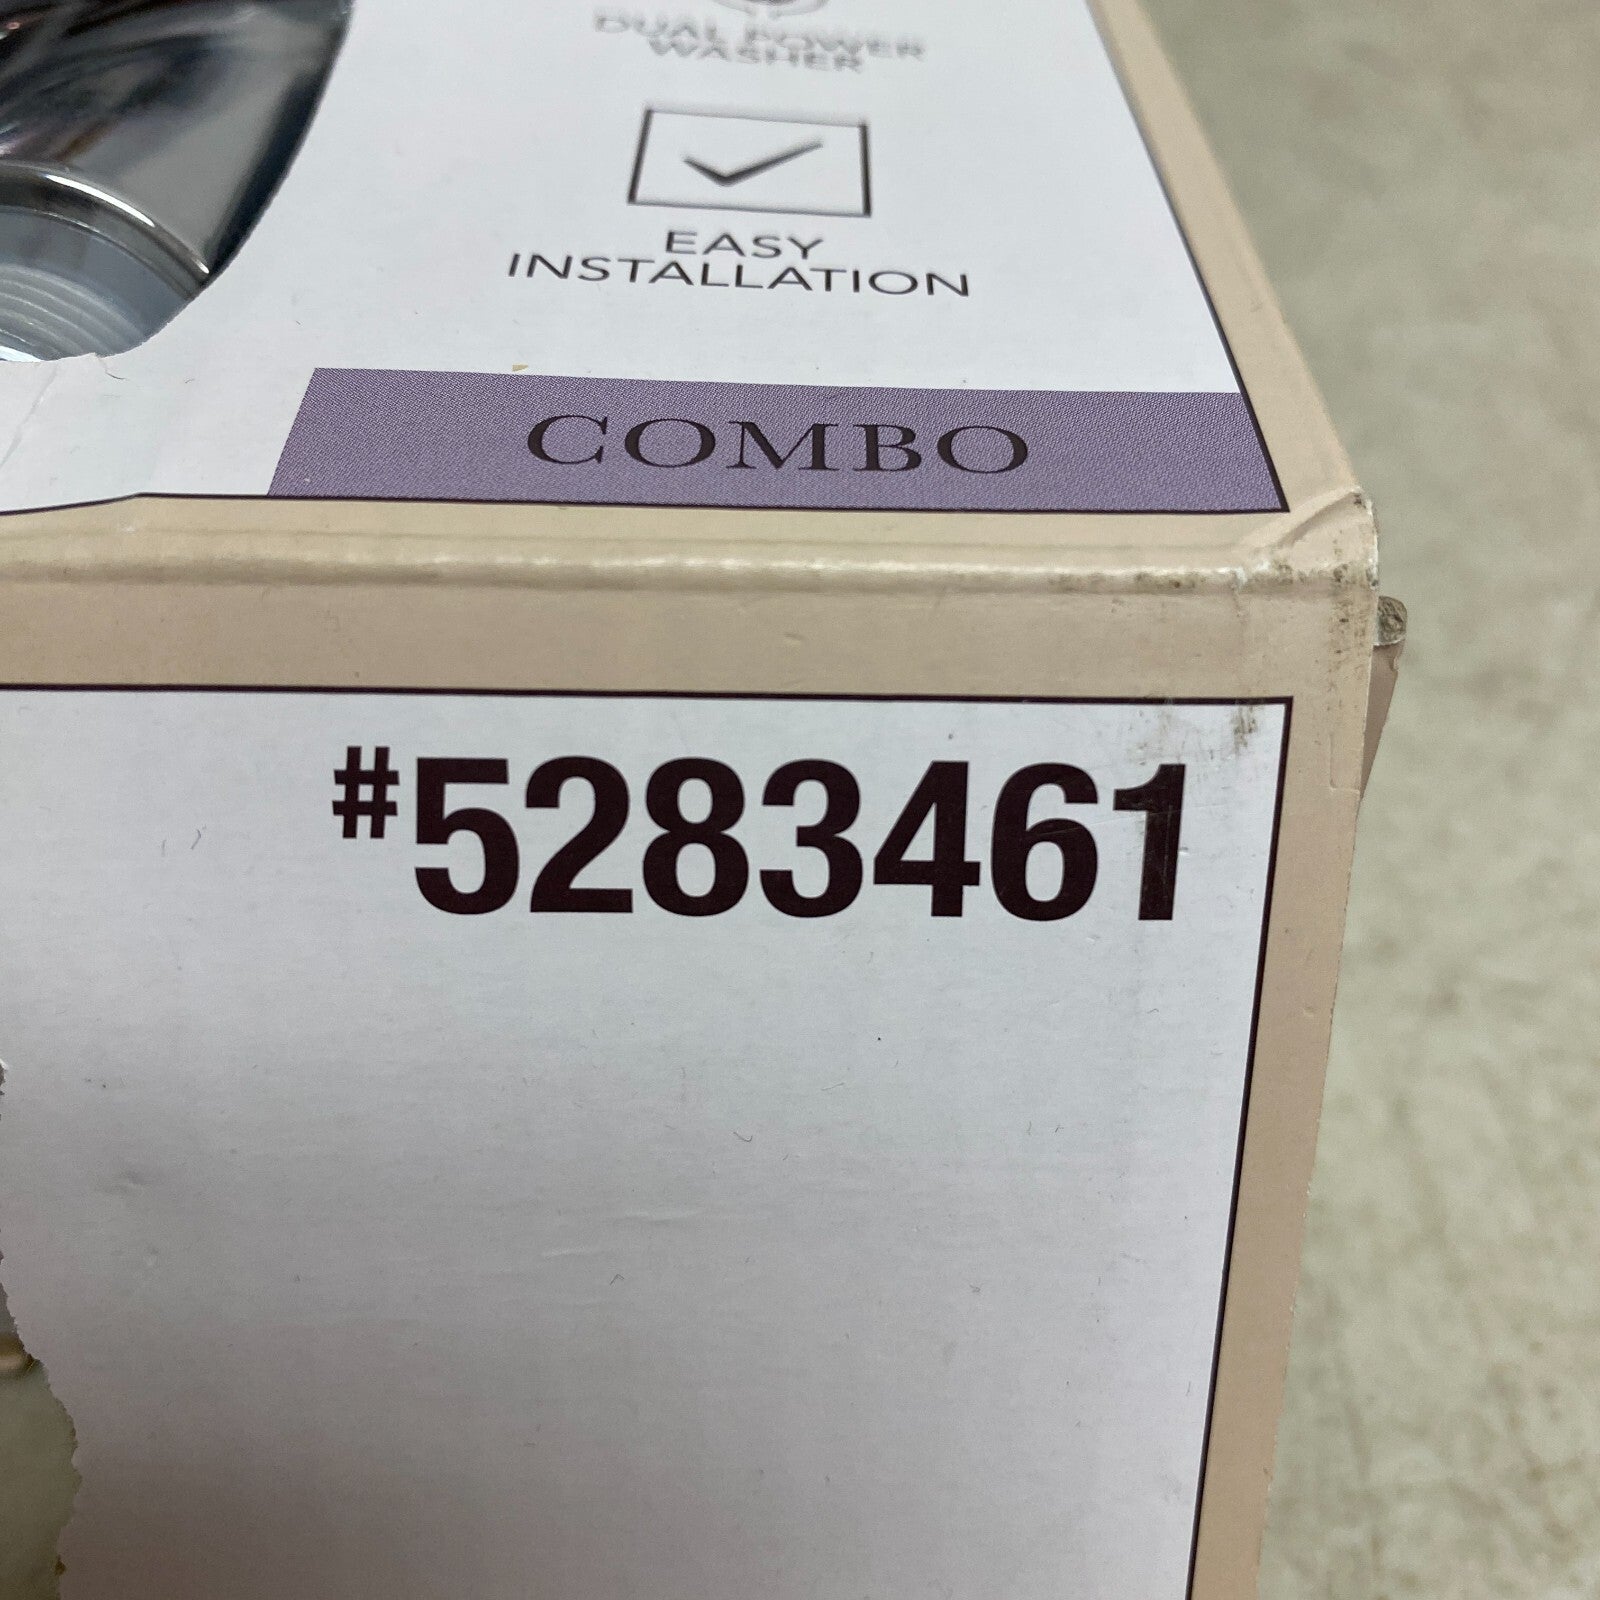 DUAL POWER
WASHER
EASY
INSTALLATION
COMBO
#5283461